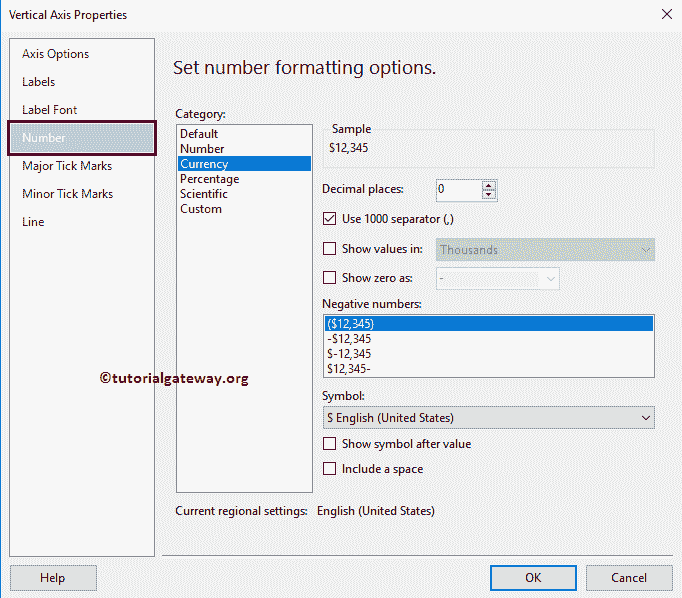 Vertical Axis Properties
Axis Options
Labels
Label Font
Number
Major Tick Marks
Minor Tick Marks
Line
Set number formatting options.
Category:
Default
Number
Currency
Percentage
Scientific
Custom
Sample
$12,345
Decimal places: 0
Use 1000 separator (,)
Show values in: Thousands
Show zero as: -
Negative numbers:
($12,345)
-$12,345
$-12,345
$12,345-
Symbol:
$ English (United States)
Show symbol after value
Include a space
©tutorialgateway.org
Current regional settings: English (United States)
Help
OK
Cancel